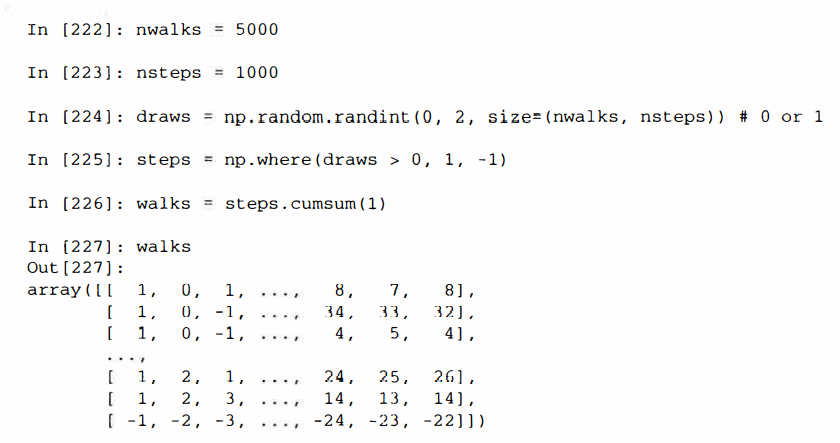 In [222]: nwalks = 5000
In [223]: nsteps = 1000
In [224]: draws = np.random.randint(0, 2, size=(nwalks, nsteps)) # 0 or 1
In [225]: steps = np.where(draws > 0, 1, -1)
In [226]: walks = steps.cumsum(1)
In [227]: walks
Out[227]:
array([[ 1, 0, 1, ..., 8, 7, 8],
[ 1, 0, -1, ..., 34, 33, 32],
[ 1, 0, -1, ..., 4, 5, 4],
...,
[ 1, 2, 1, ..., 24, 25, 26],
[ 1, 2, 3, ..., 14, 13, 14],
[ -1, -2, -3, ..., -24, -23, -22]])